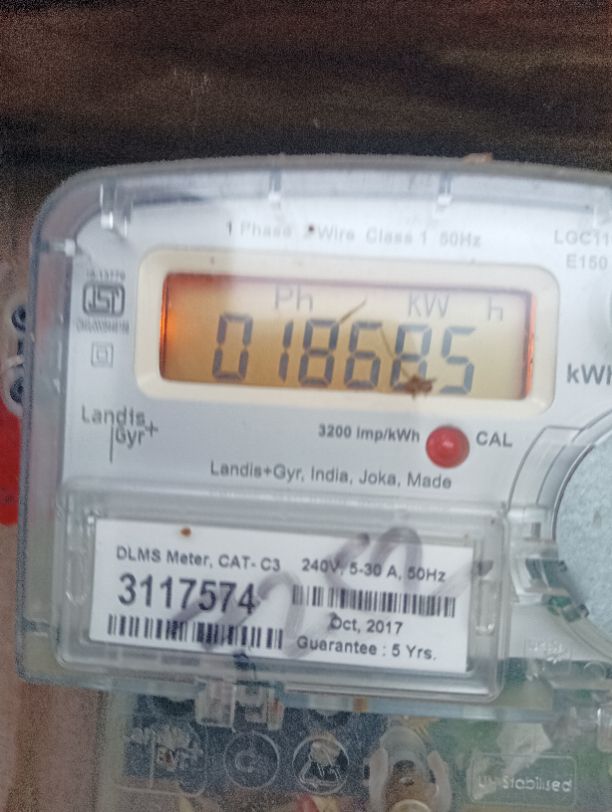 1 Phase 2 Wire Class 1 50Hz
LGC11
E150
Ph KW h
018685
kWh
Landis
Gyr+
3200 imp/kWh
CAL
Landis+Gyr, India, Joka, Made
DLMS Meter, CAT- C3 240V, 5-30 A, 50Hz
3117574
Oct, 2017
Guarantee : 5 Yrs.
Landis
Gyr+
Stabilised